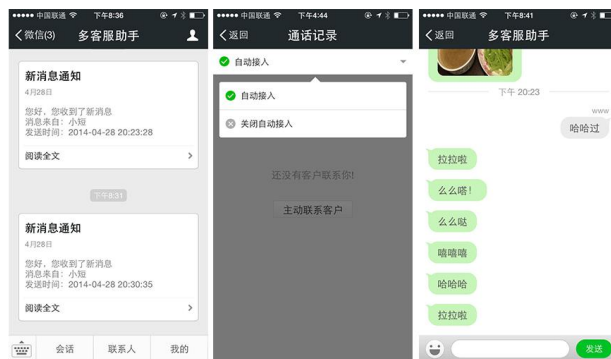 中国联通 下午8:36
微信(3) 多客服助手
新消息通知
4月28日
您好，您收到了新消息
消息来自：小短
发送时间：2014-04-28 20:23:28
阅读全文
下午8:31
新消息通知
4月28日
您好，您收到了新消息
消息来自：小短
发送时间：2014-04-28 20:30:35
阅读全文
会话 联系人 我的
中国联通 下午4:44
返回 通话记录
自动接入
自动接入
关闭自动接入
还没有客户联系你!
主动联系客户
中国联通 下午8:41
返回 多客服助手
下午 20:23
www
哈哈过
拉拉啦
么么嗒！
么么哒
嘻嘻嘻
哈哈哈
拉拉啦
发送